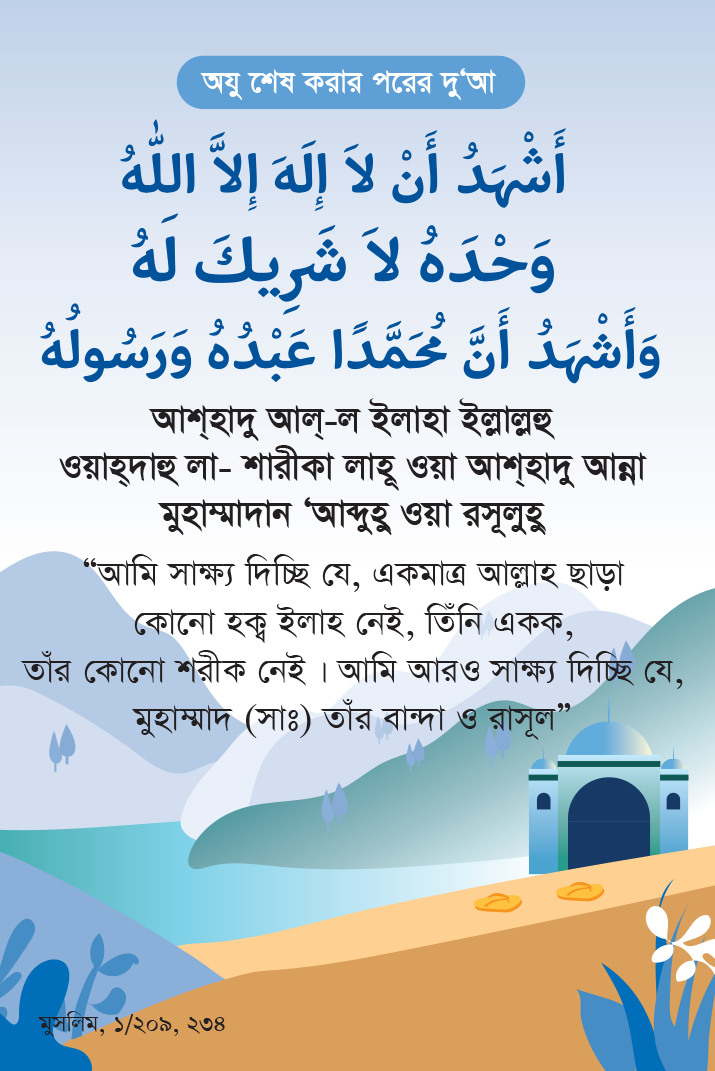 অযু শেষ করার পরের দু‘আ
أَشْهَدُ أَنْ لاَ إِلَهَ إِلاَّ اللّٰهُ
وَحْدَهُ لاَ شَرِيكَ لَهُ
وَأَشْهَدُ أَنَّ مُحَمَّدًا عَبْدُهُ وَرَسُولُهُ
আশ্‌হাদু আল্‌-ল ইলাহা ইল্লাল্লহু
ওয়াহ্‌দাহু লা- শারীকা লাহূ ওয়া আশ্‌হাদু আন্না
মুহাম্মাদান ‘আব্দুহু ওয়া রসূলুহু
“আমি সাক্ষ্য দিচ্ছি যে, একমাত্র আল্লাহ ছাড়া
কোনো হক্ব ইলাহ নেই, তিঁনি একক,
তাঁর কোনো শরীক নেই। আমি আরও সাক্ষ্য দিচ্ছি যে,
মুহাম্মাদ (সাঃ) তাঁর বান্দা ও রাসূল”
মুসলিম, ১/২০৯, ২৩৪